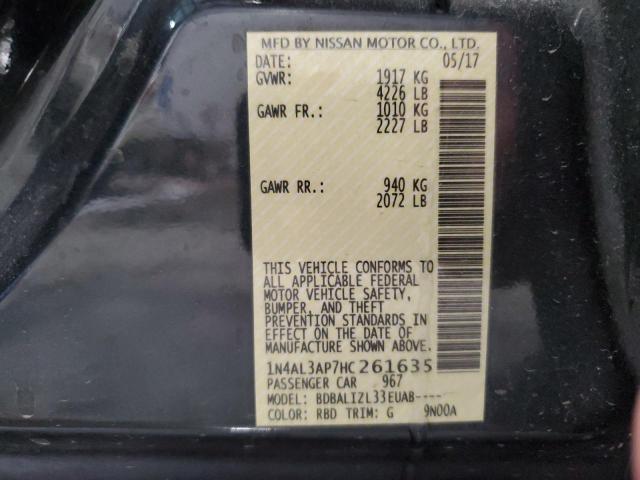 MFD BY NISSAN MOTOR CO., LTD.
DATE: 05/17
GVWR: 1917 KG
4226 LB
GAWR FR.: 1010 KG
2227 LB
GAWR RR.: 940 KG
2072 LB
THIS VEHICLE CONFORMS TO
ALL APPLICABLE FEDERAL
MOTOR VEHICLE SAFETY,
BUMPER, AND THEFT
PREVENTION STANDARDS IN
EFFECT ON THE DATE OF
MANUFACTURE SHOWN ABOVE.
1N4AL3AP7HC261635
PASSENGER CAR 967
MODEL: BDBALIZL33EUAB----
COLOR: RBD TRIM: G 9N00A